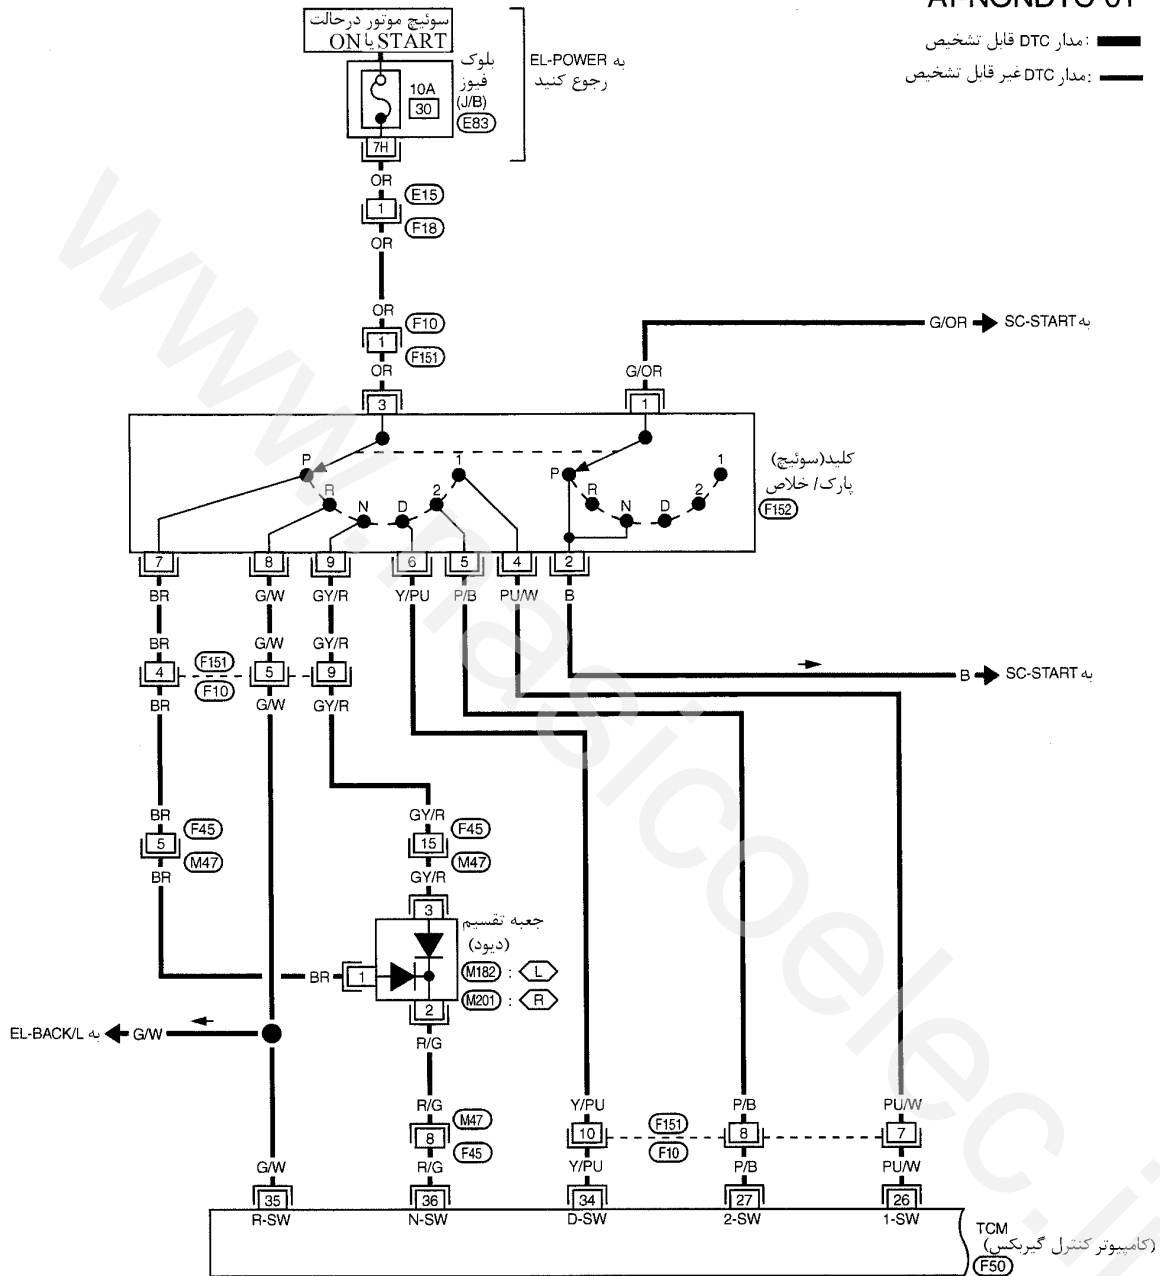 AT-NONDTC-01
مدار DTC قابل تشخیص:
مدار DTC غیر قابل تشخیص:
سوئیچ موتور درحالت
START یا ON
به EL-POWER
رجوع کنید
بلوک
فیوز
(J/B)
E83
10A
30
7H
OR
1
E15
F18
OR
OR
1
F10
F151
OR
3
G/OR
به SC-START
G/OR
1
P R N D 2 1
P R N D 2 1
کلید(سوئیچ)
پارک/ خلاص
F152
7 8 9 6 5 4 2
BR G/W GY/R Y/PU P/B PU/W B
BR G/W GY/R
4 F151 5 9
F10
BR G/W GY/R
B
به SC-START
BR
5
F45
M47
BR
GY/R
15
F45
M47
GY/R
3
جعبه تقسیم
(دیود)
M182 : L
M201 : R
BR 1
2
R/G
به EL-BACK/L
G/W
R/G
8
M47
F45
R/G
Y/PU P/B PU/W
10 F151 8 7
F10
Y/PU P/B PU/W
G/W
35 36 34 27 26
R-SW N-SW D-SW 2-SW 1-SW
TCM
(کامپیوتر کنترل گیربکس)
F50
www.nasicoelec.ir